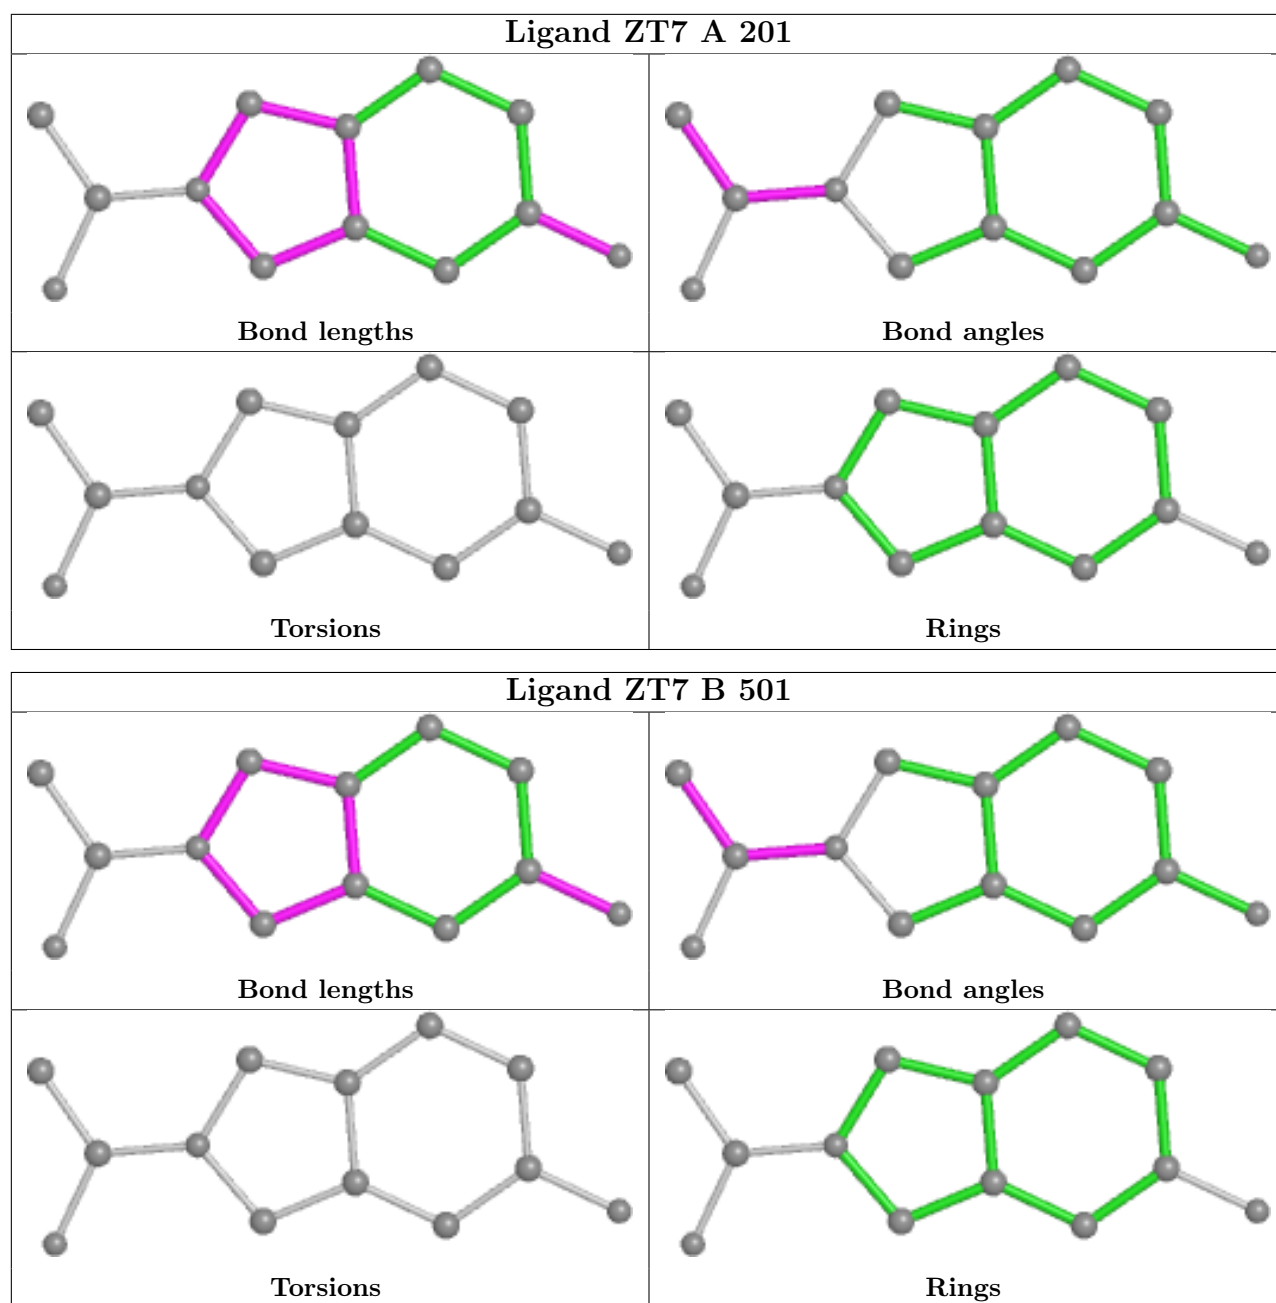 Ligand ZT7 A 201
Bond lengths
Bond angles
Torsions
Rings
Ligand ZT7 B 501
Bond lengths
Bond angles
Torsions
Rings